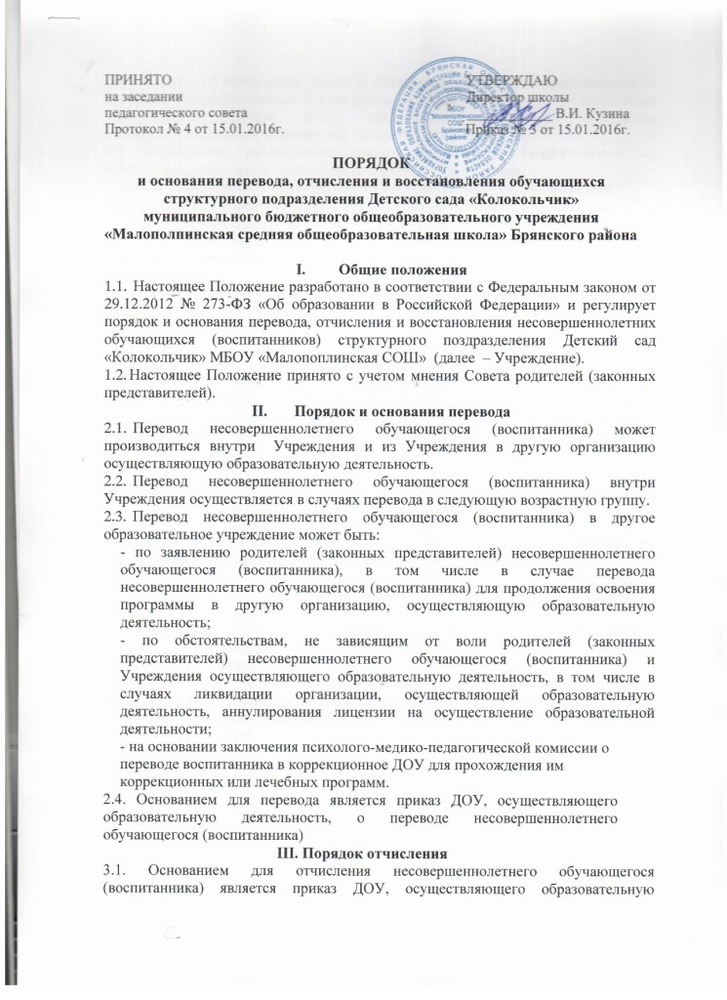 ПРИНЯТО
на заседании
педагогического совета
Протокол № 4 от 15.01.2016г.
УТВЕРЖДАЮ
Директор школы
В.И. Кузина
Приказ № 5 от 15.01.2016г.
ПОРЯДОК
и основания перевода, отчисления и восстановления обучающихся
структурного подразделения Детского сада «Колокольчик»
муниципального бюджетного общеобразовательного учреждения
«Малополпинская средняя общеобразовательная школа» Брянского района
I. Общие положения
1.1. Настоящее Положение разработано в соответствии с Федеральным законом от
29.12.2012 № 273-ФЗ «Об образовании в Российской Федерации» и регулирует
порядок и основания перевода, отчисления и восстановления несовершеннолетних
обучающихся (воспитанников) структурного поздразделения Детский сад
«Колокольчик» МБОУ «Малопоплинская СОШ» (далее – Учреждение).
1.2. Настоящее Положение принято с учетом мнения Совета родителей (законных
представителей).
II. Порядок и основания перевода
2.1. Перевод несовершеннолетнего обучающегося (воспитанника) может
производиться внутри Учреждения и из Учреждения в другую организацию
осуществляющую образовательную деятельность.
2.2. Перевод несовершеннолетнего обучающегося (воспитанника) внутри
Учреждения осуществляется в случаях перевода в следующую возрастную группу.
2.3. Перевод несовершеннолетнего обучающегося (воспитанника) в другое
образовательное учреждение может быть:
- по заявлению родителей (законных представителей) несовершеннолетнего
обучающегося (воспитанника), в том числе в случае перевода
несовершеннолетнего обучающегося (воспитанника) для продолжения освоения
программы в другую организацию, осуществляющую образовательную
деятельность;
- по обстоятельствам, не зависящим от воли родителей (законных
представителей) несовершеннолетнего обучающегося (воспитанника) и
Учреждения осуществляющего образовательную деятельность, в том числе в
случаях ликвидации организации, осуществляющей образовательную
деятельность, аннулирования лицензии на осуществление образовательной
деятельности;
- на основании заключения психолого-медико-педагогической комиссии о
переводе воспитанника в коррекционное ДОУ для прохождения им
коррекционных или лечебных программ.
2.4. Основанием для перевода является приказ ДОУ, осуществляющего
образовательную деятельность, о переводе несовершеннолетнего
обучающегося (воспитанника)
III. Порядок отчисления
3.1. Основанием для отчисления несовершеннолетнего обучающегося
(воспитанника) является приказ ДОУ, осуществляющего образовательную